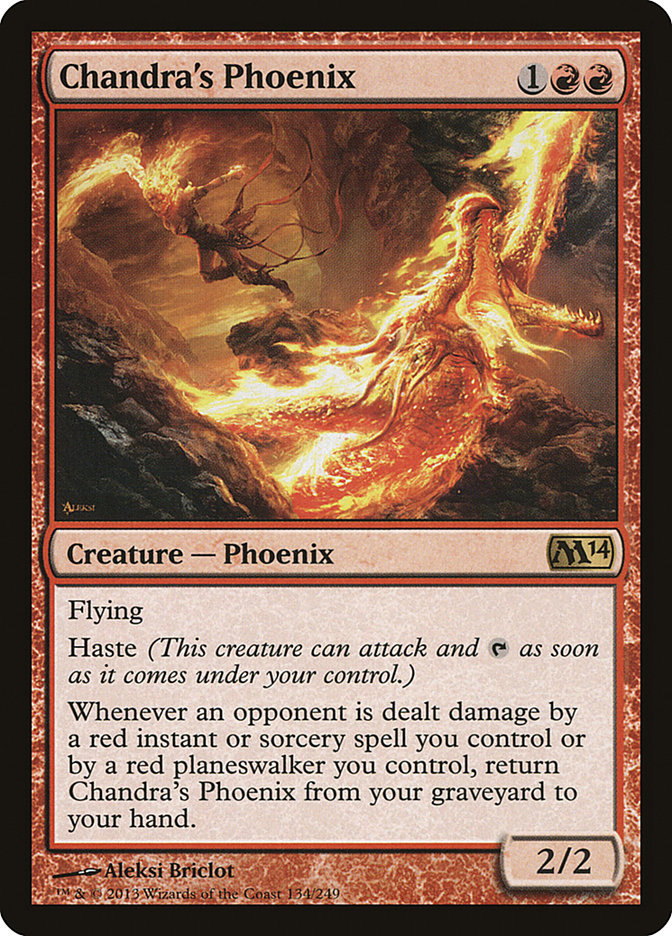 Chandra's Phoenix 1
ALEKSI
Creature — Phoenix M14
Flying
Haste (This creature can attack and as soon
as it comes under your control.)
Whenever an opponent is dealt damage by
a red instant or sorcery spell you control or
by a red planeswalker you control, return
Chandra's Phoenix from your graveyard to
your hand.
2/2
Aleksi Briclot
™ & © 2013 Wizards of the Coast 134/249